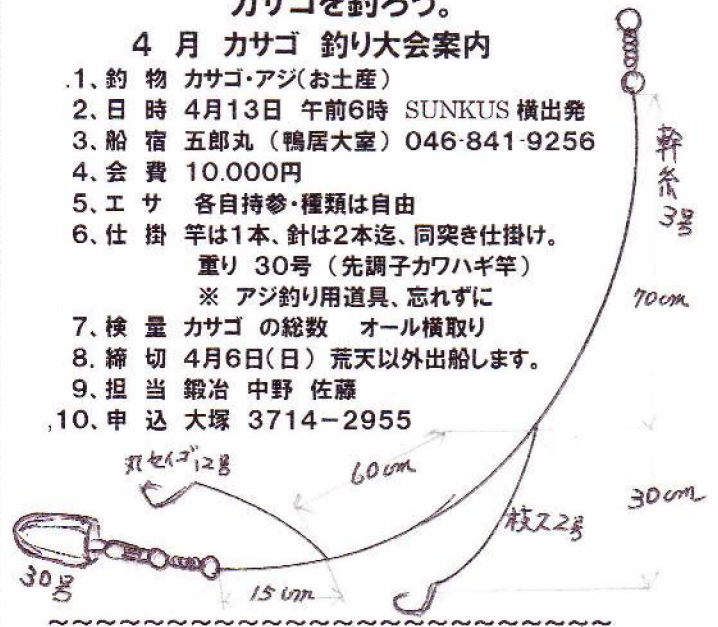 カサゴを釣ろう。
4 月 カサゴ 釣り大会案内
.1、釣 物 カサゴ・アジ(お土産)
2、日 時 4月13日 午前6時 SUNKUS 横出発
3、船 宿 五郎丸 (鴨居大室) 046-841-9256
4、会 費 10.000円
5、エ サ 各自持参・種類は自由
6、仕 掛 竿は1本、針は2本迄、同突き仕掛け。
重り 30号 (先調子カワハギ竿)
※ アジ釣り用道具、忘れずに
7、検 量 カサゴ の総数 オール横取り
8. 締 切 4月6日(日) 荒天以外出船します。
9、担 当 鍛冶 中野 佐藤
,10、申 込 大塚 3714-2955
幹糸3号
70cm
丸セイゴ12号
60cm
30cm
枝ス2号
30号
15cm
~~~~~~~~~~~~~~~~~~~~~~~~~~